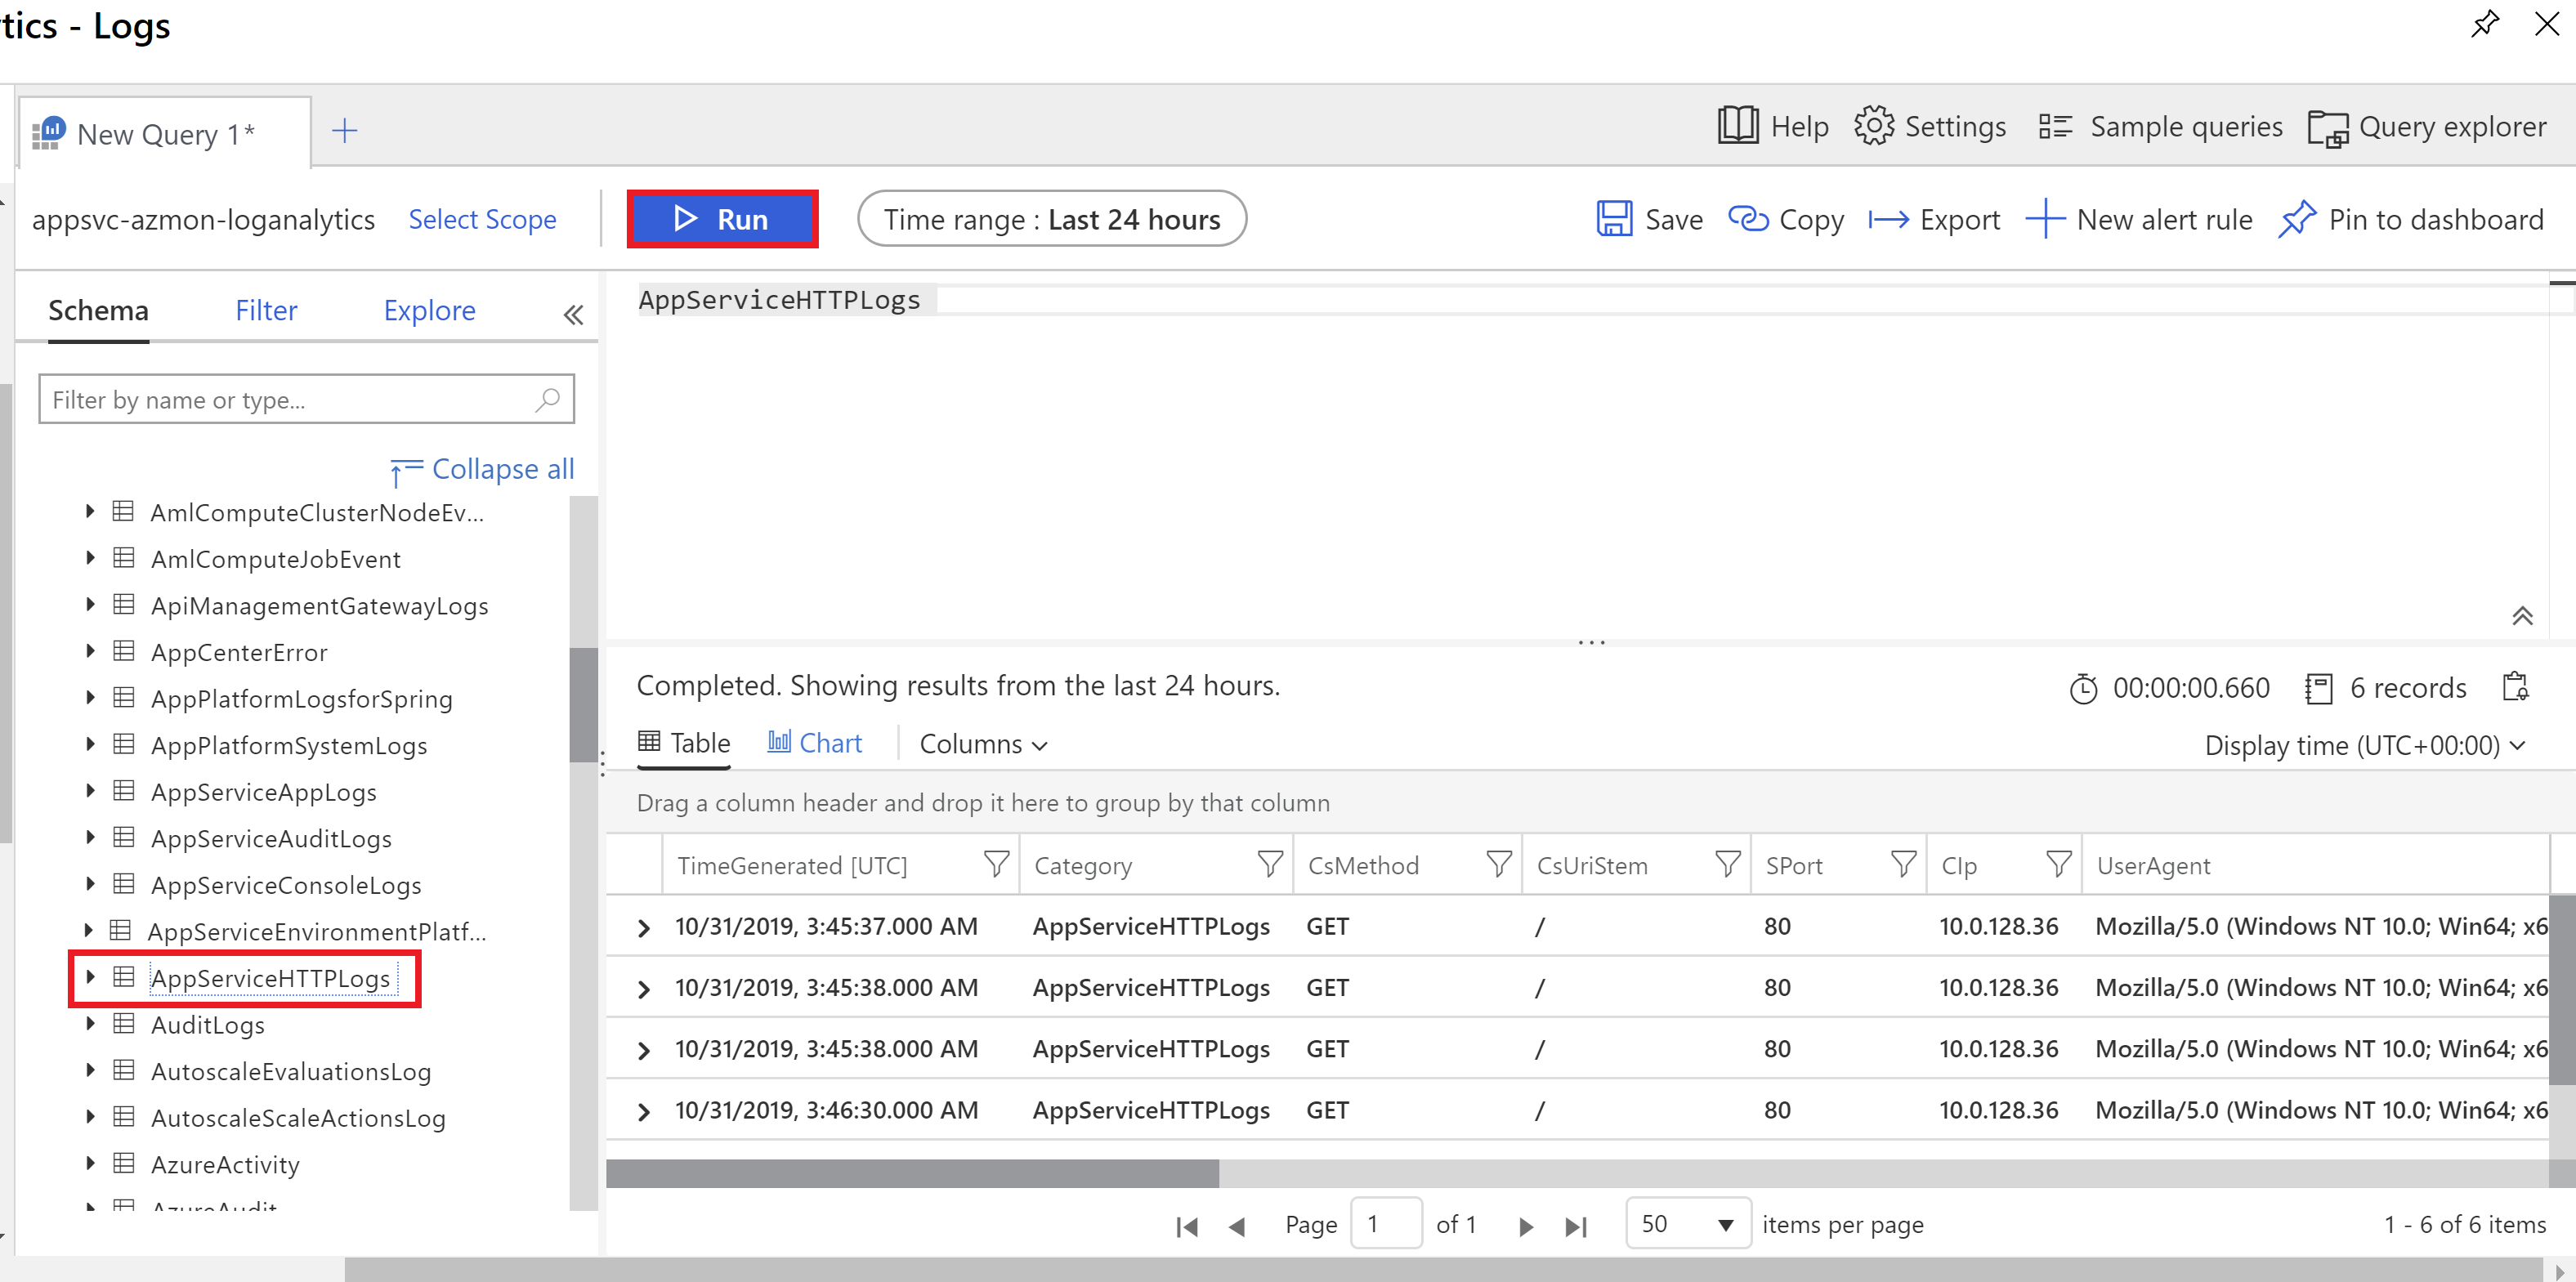 tics - Logs
New Query 1*
Help Settings Sample queries Query explorer
appsvc-azmon-loganalytics Select Scope Run Time range : Last 24 hours Save Copy Export New alert rule Pin to dashboard
Schema Filter Explore
AppServiceHTTPLogs
Filter by name or type...
Collapse all
AmlComputeClusterNodeEv...
AmlComputeJobEvent
ApiManagementGatewayLogs
AppCenterError
AppPlatformLogsforSpring
AppPlatformSystemLogs
AppServiceAppLogs
AppServiceAuditLogs
AppServiceConsoleLogs
AppServiceEnvironmentPlatf...
AppServiceHTTPLogs
AuditLogs
AutoscaleEvaluationsLog
AutoscaleScaleActionsLog
AzureActivity
AzureAudit
Completed. Showing results from the last 24 hours. 00:00:00.660 6 records
Table Chart Columns Display time (UTC+00:00)
Drag a column header and drop it here to group by that column
TimeGenerated [UTC] Category CsMethod CsUriStem SPort CIp UserAgent
10/31/2019, 3:45:37.000 AM AppServiceHTTPLogs GET / 80 10.0.128.36 Mozilla/5.0 (Windows NT 10.0; Win64; x6
10/31/2019, 3:45:38.000 AM AppServiceHTTPLogs GET / 80 10.0.128.36 Mozilla/5.0 (Windows NT 10.0; Win64; x6
10/31/2019, 3:45:38.000 AM AppServiceHTTPLogs GET / 80 10.0.128.36 Mozilla/5.0 (Windows NT 10.0; Win64; x6
10/31/2019, 3:46:30.000 AM AppServiceHTTPLogs GET / 80 10.0.128.36 Mozilla/5.0 (Windows NT 10.0; Win64; x6
Page 1 of 1 50 items per page 1 - 6 of 6 items